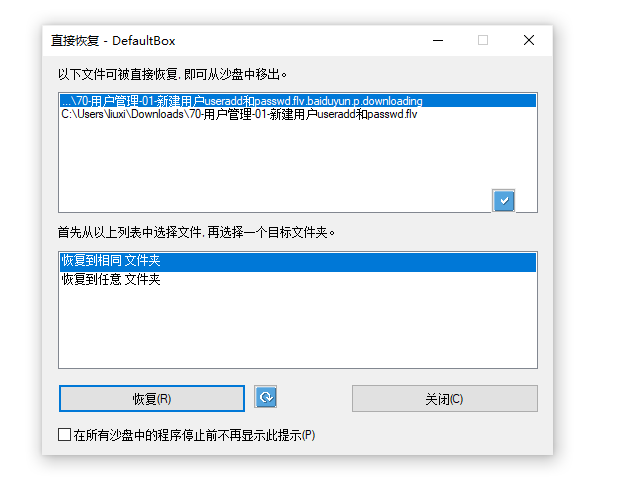 直接恢复 - DefaultBox
以下文件可被直接恢复, 即可从沙盘中移出。
...\70-用户管理-01-新建用户useradd和passwd.flv.baiduyun.p.downloading
C:\Users\liuxi\Downloads\70-用户管理-01-新建用户useradd和passwd.flv
首先从以上列表中选择文件, 再选择一个目标文件夹。
恢复到相同 文件夹
恢复到任意 文件夹
恢复(R)
关闭(C)
在所有沙盘中的程序停止前不再显示此提示(P)